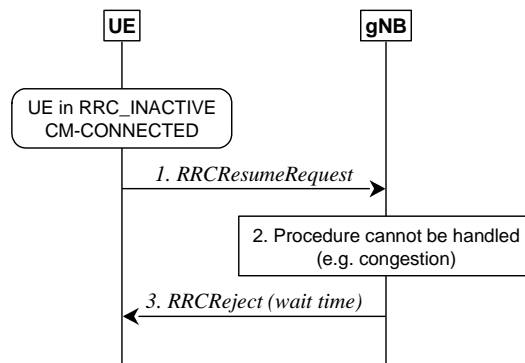 UE
gNB
UE in RRC_INACTIVE
CM-CONNECTED
1. RRCResumeRequest
2. Procedure cannot be handled
(e.g. congestion)
3. RRCReject (wait time)